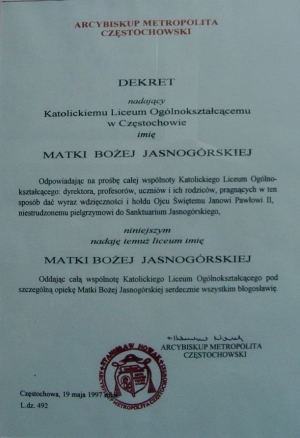 ARCYBISKUP METROPOLITA
CZĘSTOCHOWSKI
DEKRET
nadający
Katolickiemu Liceum Ogólnokształcącemu
w Częstochowie
imię
MATKI BOŻEJ JASNOGÓRSKIEJ
Odpowiadając na prośbę całej wspólnoty Katolickiego Liceum Ogólno-
kształcącego: dyrektora, profesorów, uczniów i ich rodziców, pragnących w ten
sposób dać wyraz wdzięczności i hołdu Ojcu Świętemu Janowi Pawłowi II,
niestrudzonemu pielgrzymowi do Sanktuarium Jasnogórskiego,
niniejszym
nadaję temuż liceum imię
MATKI BOŻEJ JASNOGÓRSKIEJ
Oddając całą wspólnotę Katolickiego Liceum Ogólnokształcącego pod
szczególną opiekę Matki Bożej Jasnogórskiej serdecznie wszystkim błogosławię.
ARCYBISKUP METROPOLITA
CZĘSTOCHOWSKI
STANISŁAW NOWAK
Częstochowa, 19 maja 1997
L.dz. 492